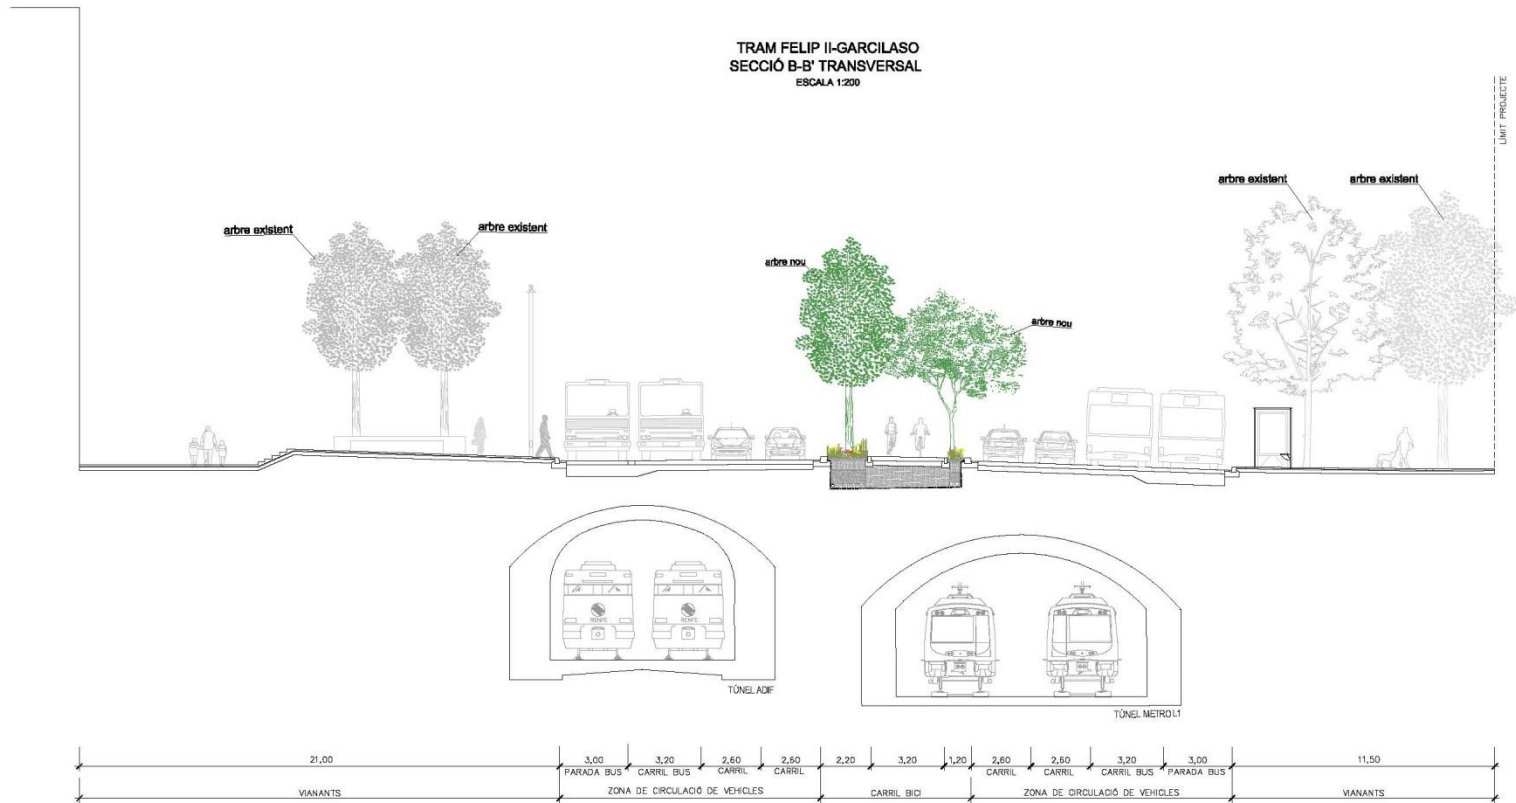 TRAM FELIP II-GARCILASO
SECCIÓ B-B' TRANSVERSAL
ESCALA 1:200
LÍMIT PROJECTE
arbre existent
arbre existent
arbre existent
arbre existent
arbre nou
arbre nou
RENFE
RENFE
TÚNEL ADIF
TÚNEL METRO L1
21,00
3,00
3,20
2,60
2,60
2,20
3,20
1,20
2,60
2,60
3,20
3,00
11,50
PARADA BUS
CARRIL BUS
CARRIL
CARRIL
CARRIL
CARRIL
CARRIL BUS
PARADA BUS
VIANANTS
ZONA DE CIRCULACIÓ DE VEHICLES
CARRIL BICI
ZONA DE CIRCULACIÓ DE VEHICLES
VIANANTS